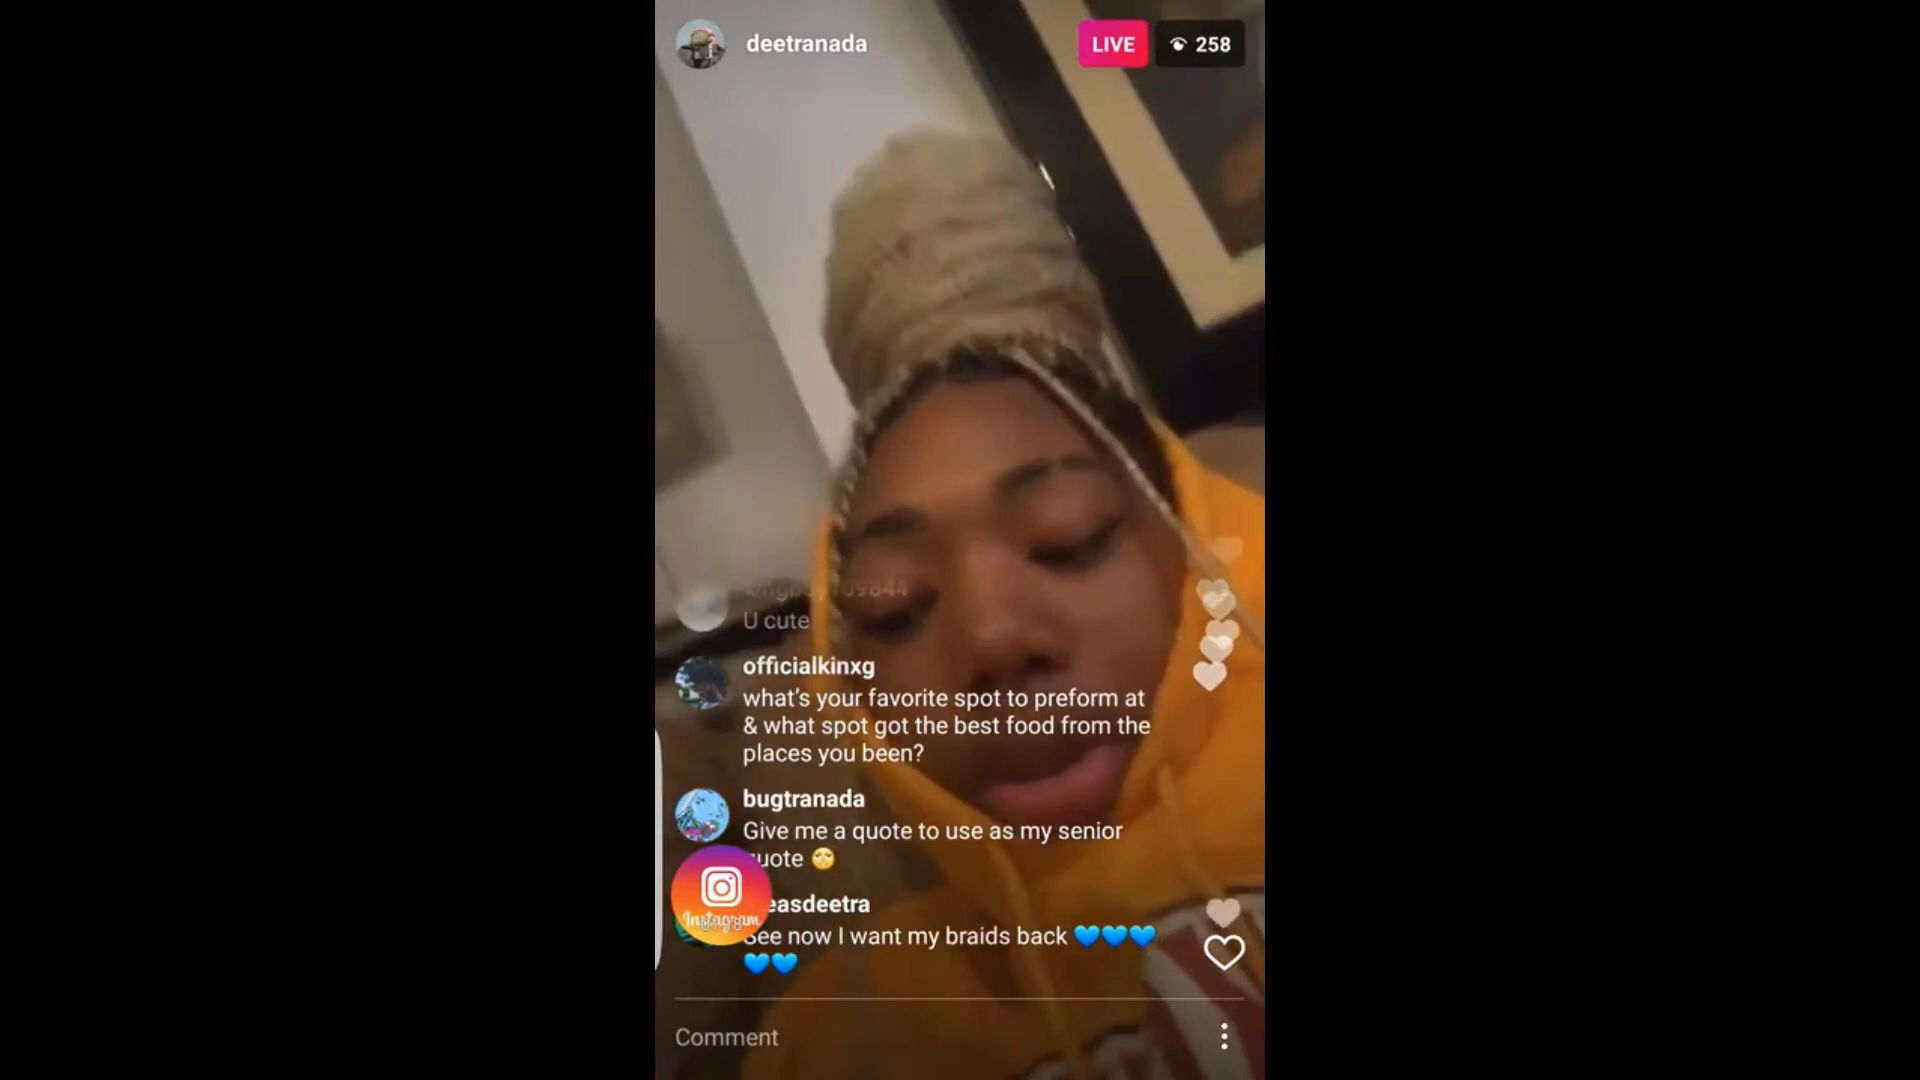 deetranada
LIVE
258
U cute
officialkinxg
what's your favorite spot to preform at
& what spot got the best food from the
places you been?
bugtranada
Give me a quote to use as my senior
uote 🙄
Instagram
easdeetra
See now I want my braids back 💙💙💙
💙💙
Comment